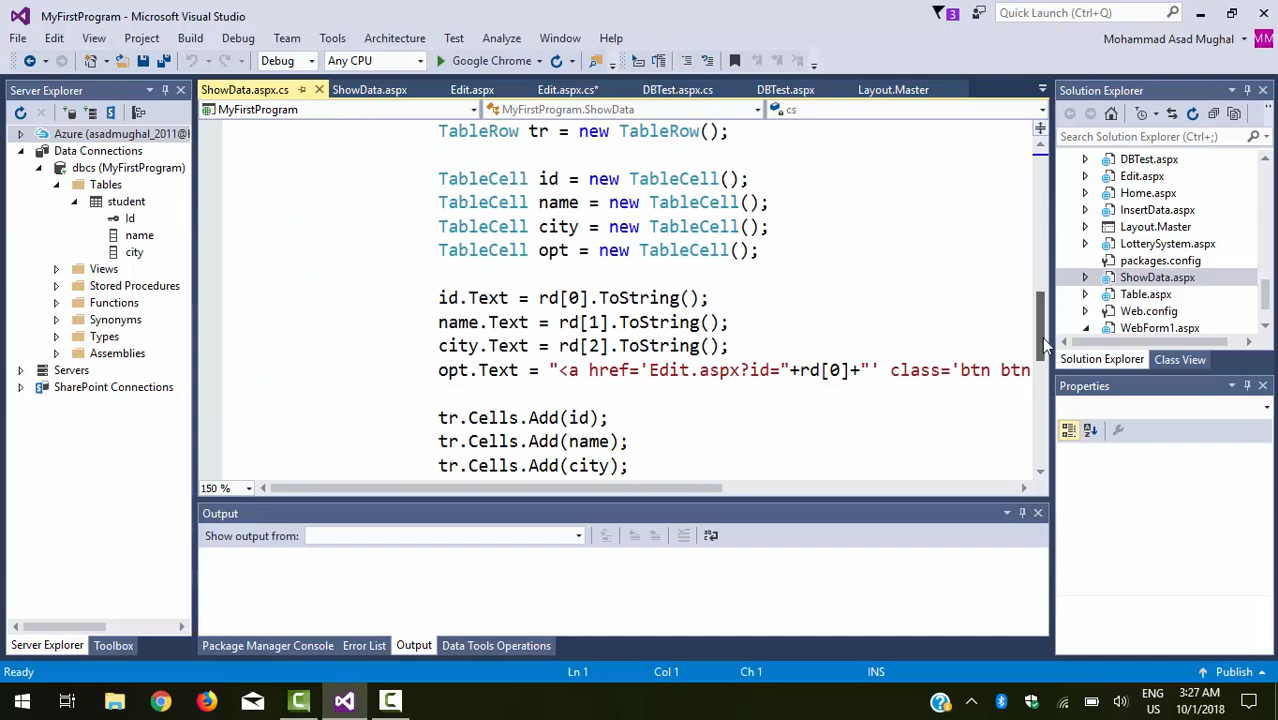 MyFirstProgram - Microsoft Visual Studio
3
Quick Launch (Ctrl+Q)
File Edit View Project Build Debug Team Tools Architecture Test Analyze Window Help
Mohammad Asad Mughal
MM
Debug Any CPU Google Chrome
Server Explorer
Azure (asadmughal_2011@
Data Connections
dbcs (MyFirstProgram)
Tables
student
Id
name
city
Views
Stored Procedures
Functions
Synonyms
Types
Assemblies
Servers
SharePoint Connections
Server Explorer Toolbox
ShowData.aspx.cs ShowData.aspx Edit.aspx Edit.aspx.cs* DBTest.aspx.cs DBTest.aspx Layout.Master
MyFirstProgram MyFirstProgram.ShowData cs
TableRow tr = new TableRow();
TableCell id = new TableCell();
TableCell name = new TableCell();
TableCell city = new TableCell();
TableCell opt = new TableCell();
id.Text = rd[0].ToString();
name.Text = rd[1].ToString();
city.Text = rd[2].ToString();
opt.Text = "<a href='Edit.aspx?id="+rd[0]+"' class='btn btn
tr.Cells.Add(id);
tr.Cells.Add(name);
tr.Cells.Add(city);
150 %
Output
Show output from:
Package Manager Console Error List Output Data Tools Operations
Solution Explorer
Search Solution Explorer (Ctrl+;)
DBTest.aspx
Edit.aspx
Home.aspx
InsertData.aspx
Layout.Master
LotterySystem.aspx
packages.config
ShowData.aspx
Table.aspx
Web.config
WebForm1.aspx
Solution Explorer Class View
Properties
Ready Ln 1 Col 1 Ch 1 INS Publish
ENG
US
3:27 AM
10/1/2018